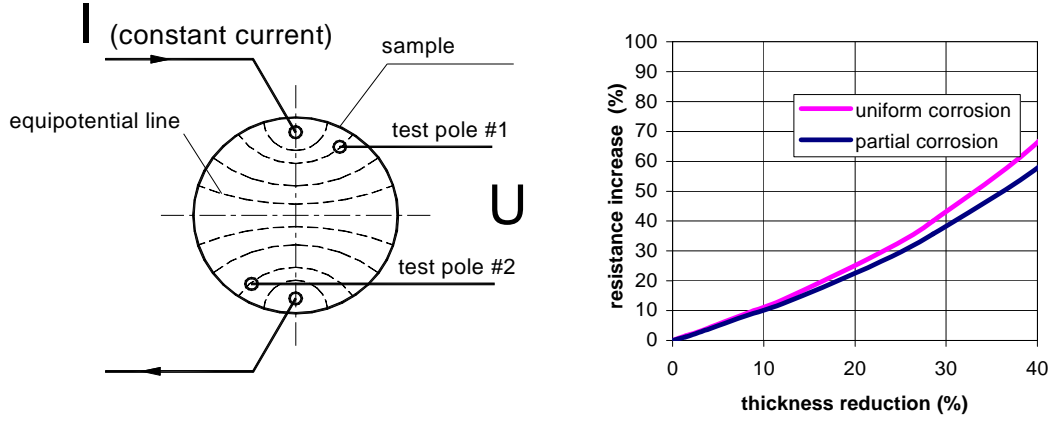 I (constant current)
sample
equipotential line
test pole #1
U
test pole #2
100
90
80
70
60
50
40
30
20
10
0
resistance increase (%)
uniform corrosion
partial corrosion
0 10 20 30 40
thickness reduction (%)